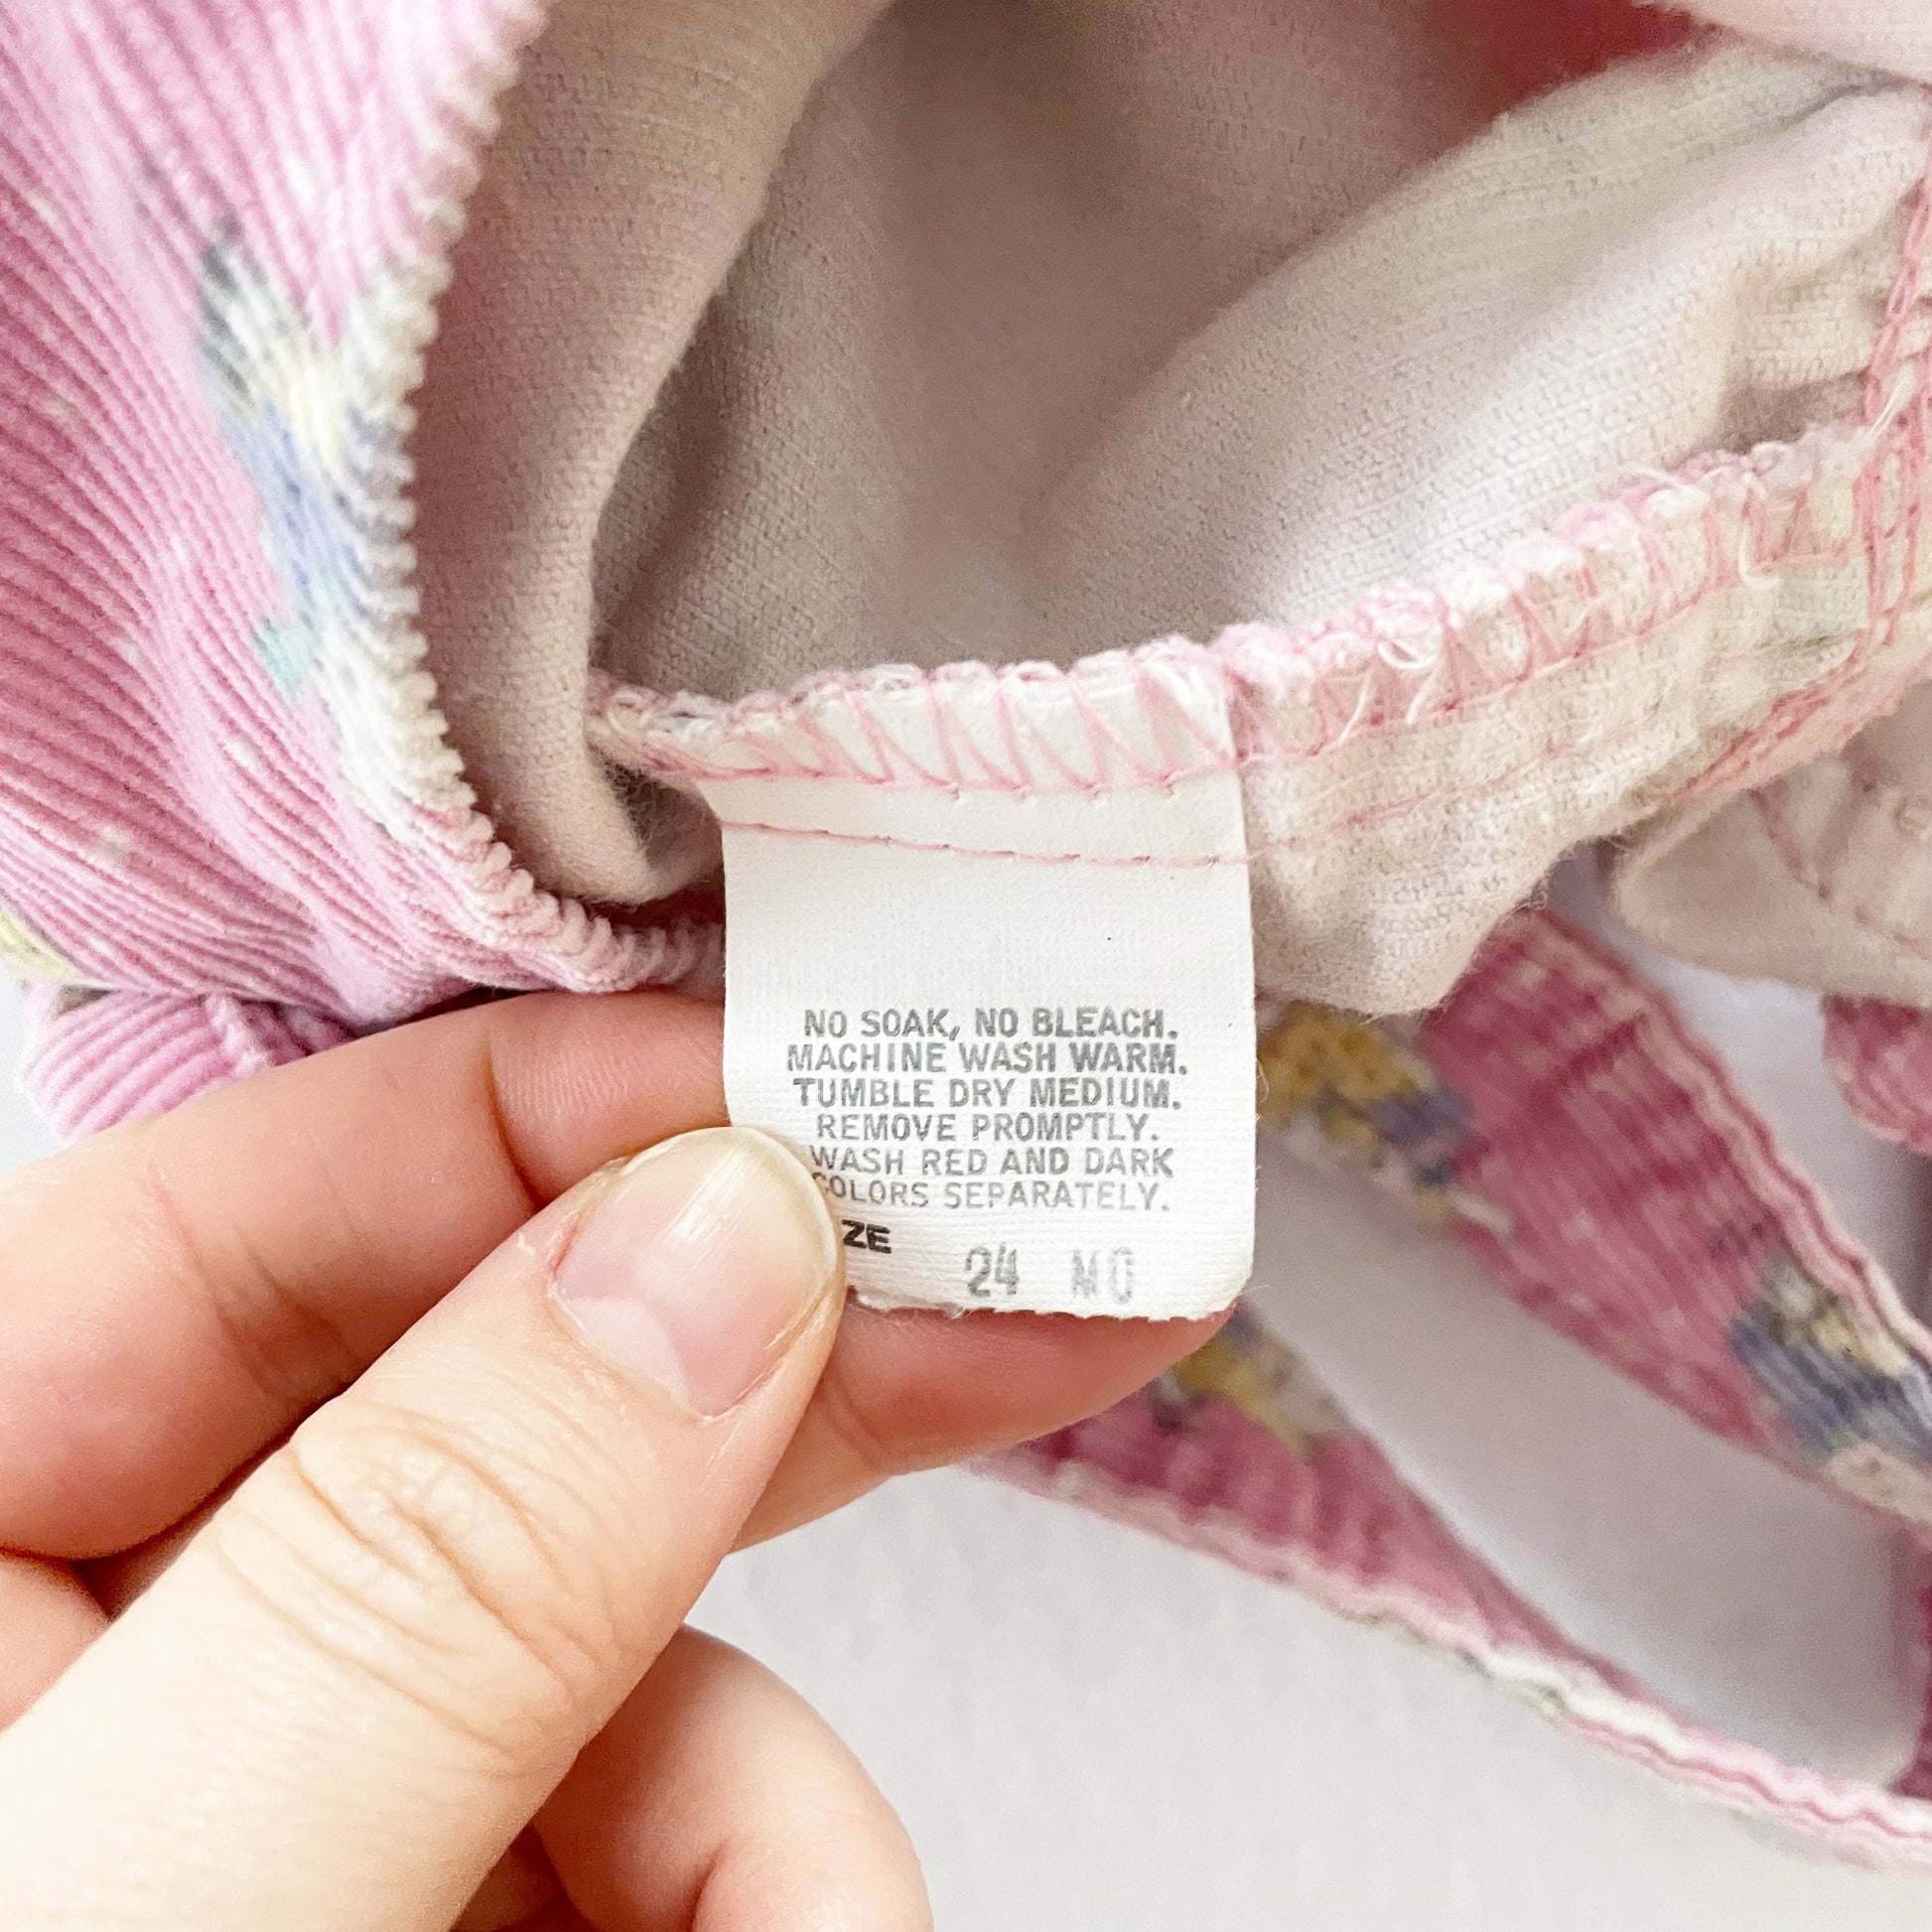 NO SOAK, NO BLEACH.
MACHINE WASH WARM.
TUMBLE DRY MEDIUM.
REMOVE PROMPTLY.
WASH RED AND DARK
COLORS SEPARATELY.
ZE
24 MO